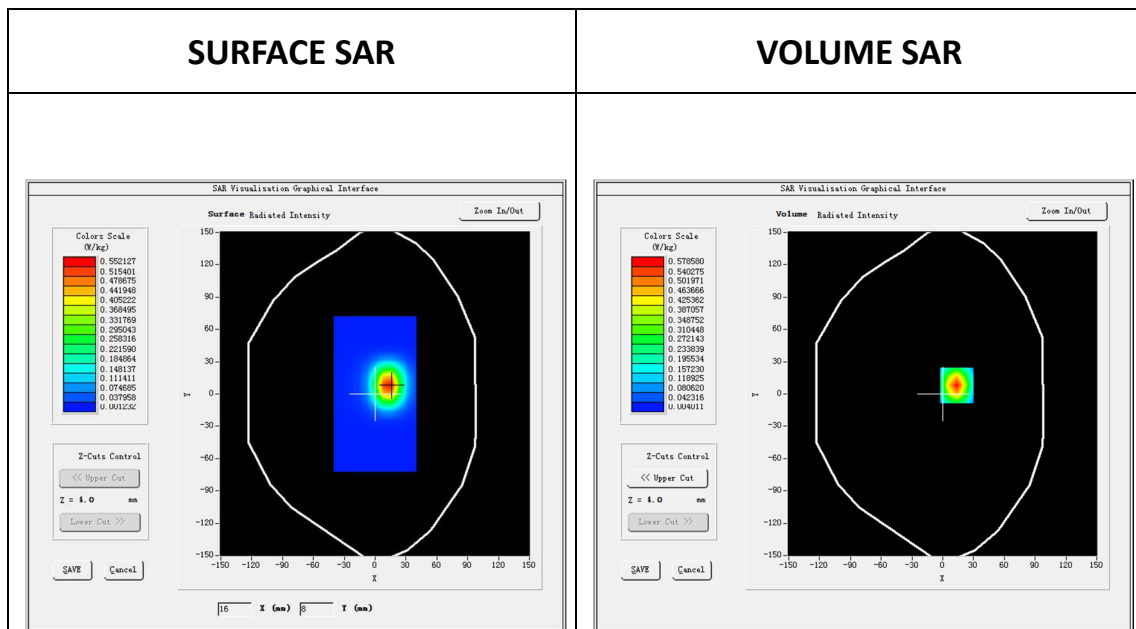 SURFACE SAR
VOLUME SAR
SAR Visualisation Graphical Interface
Surface Radiated Intensity
Zoom In/Out
Colors Scale
(W/kg)
0.552127
0.515401
0.478675
0.441948
0.405222
0.368495
0.331769
0.295043
0.258316
0.221590
0.184864
0.148137
0.111411
0.074685
0.037958
0.001232
Z-Cuts Control
<< Upper Cut
Z = 4.0 mm
Lower Cut >>
SAVE
Cancel
150
120
90
60
30
0
-30
-60
-90
-120
-150
Y
-150 -120 -90 -60 -30 0 30 60 90 120 150
X
16 X (mm) 8 Y (mm)
SAR Visualisation Graphical Interface
Volume Radiated Intensity
Zoom In/Out
Colors Scale
(W/kg)
0.578580
0.540275
0.501971
0.463666
0.425362
0.387057
0.348752
0.310448
0.272143
0.233839
0.195534
0.157230
0.118925
0.080620
0.042316
0.004011
Z-Cuts Control
<< Upper Cut
Z = 4.0 mm
Lower Cut >>
SAVE
Cancel
150
120
90
60
30
0
-30
-60
-90
-120
-150
Y
-150 -120 -90 -60 -30 0 30 60 90 120 150
X